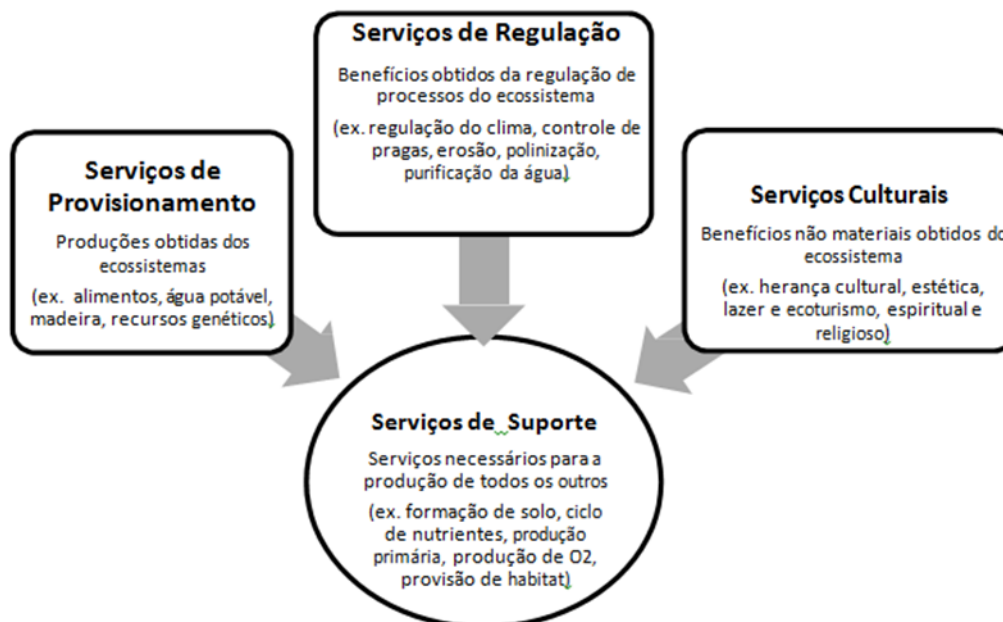 Serviços de Regulação
Benefícios obtidos da regulação de
processos do ecossistema
(ex. regulação do clima, controle de
pragas, erosão, polinização,
purificação da água)
Serviços de
Provisionamento
Produções obtidas dos
ecossistemas
(ex. alimentos, água potável,
madeira, recursos genéticos)
Serviços Culturais
Benefícios não materiais obtidos do
ecossistema
(ex. herança cultural, estética,
lazer e ecoturismo, espiritual e
religioso)
Serviços de Suporte
Serviços necessários para a
produção de todos os outros
(ex. formação de solo, ciclo
de nutrientes, produção
primária, produção de O2,
provisão de habitat)